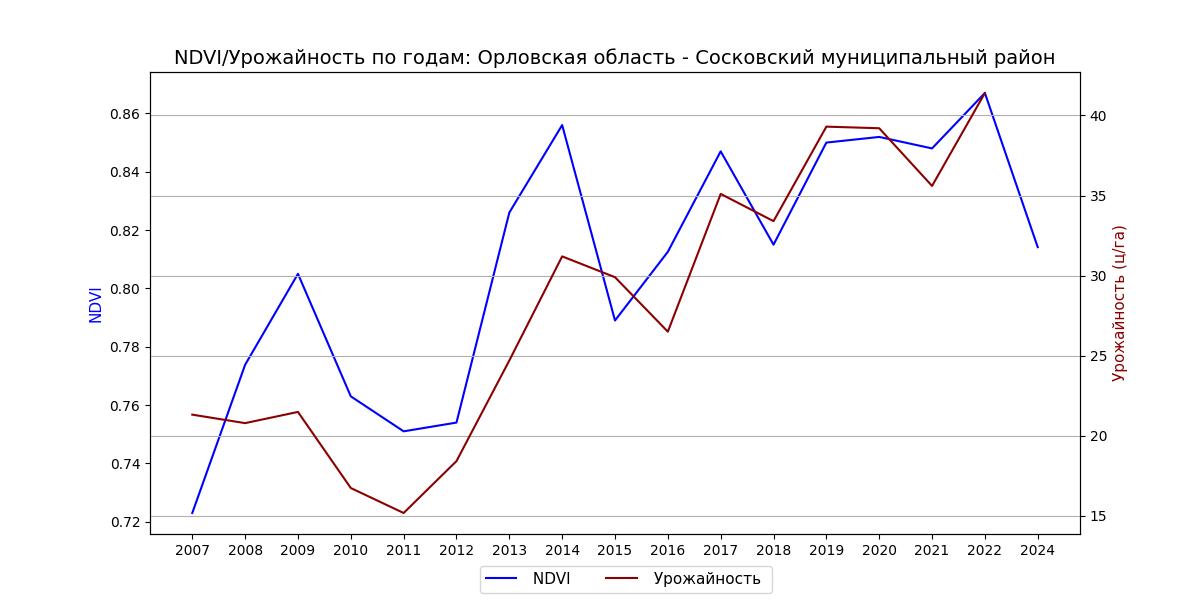 NDVI/Урожайность по годам: Орловская область - Сосковский муниципальный район
0.86
0.84
0.82
0.80
0.78
0.76
0.74
0.72
NDVI
40
35
30
25
20
15
Урожайность (ц/га)
2007 2008 2009 2010 2011 2012 2013 2014 2015 2016 2017 2018 2019 2020 2021 2022 2024
NDVI Урожайность